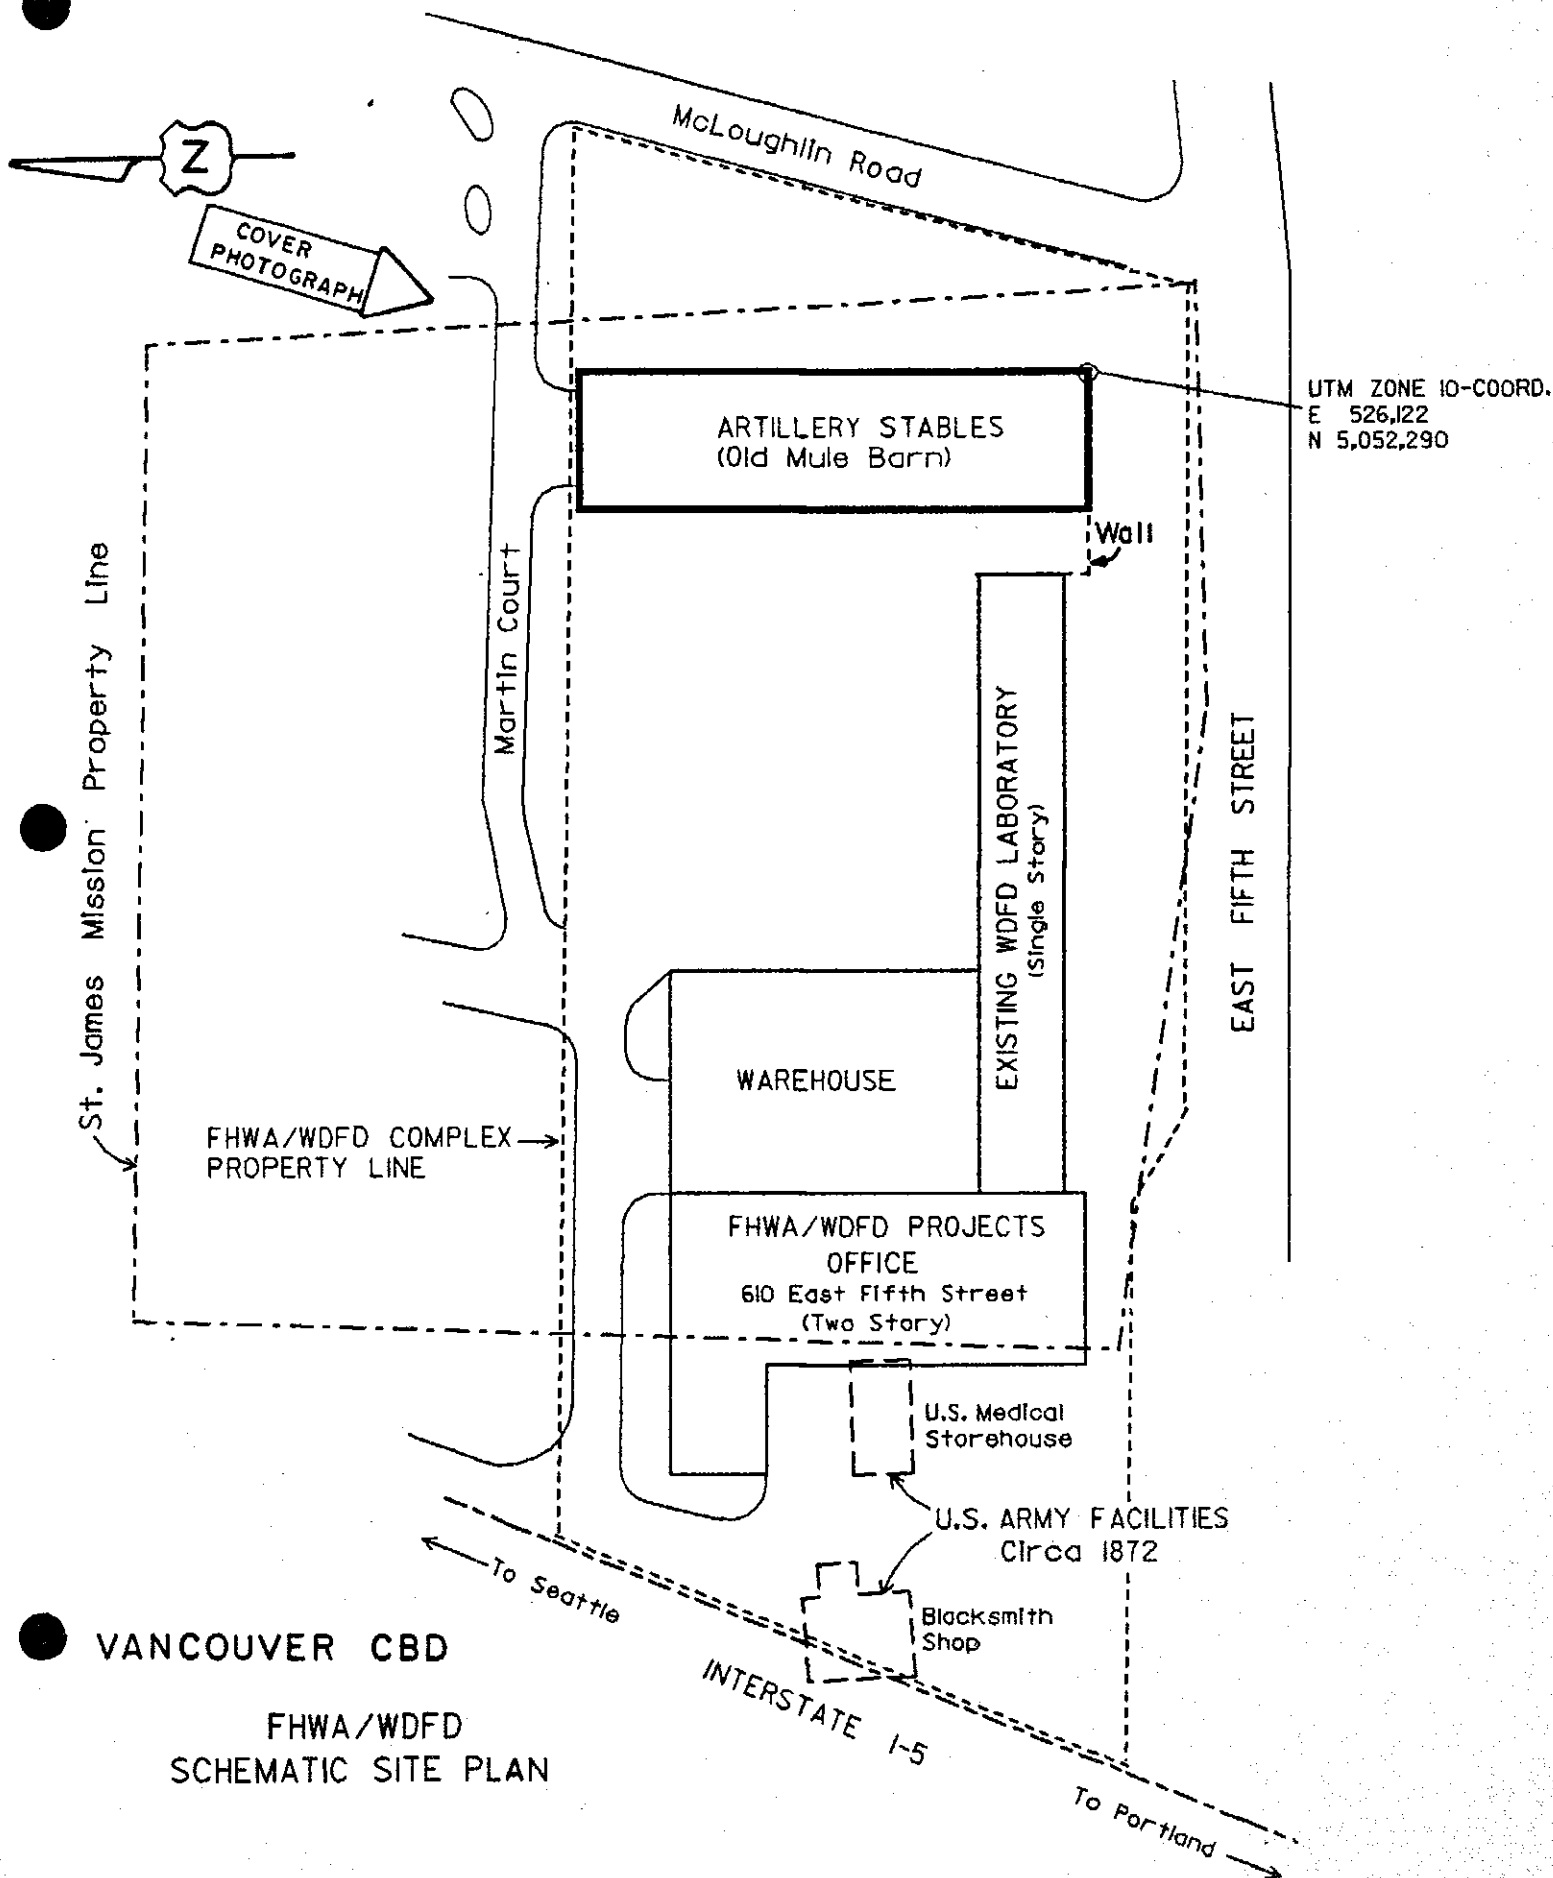 McLoughlin Road
Z
COVER
PHOTOGRAPH
UTM ZONE 10-COORD.
E 526,122
N 5,052,290
ARTILLERY STABLES
(Old Mule Barn)
Wall
Martin Court
St. James Mission Property Line
EXISTING WDFD LABORATORY
(Single Story)
EAST FIFTH STREET
WAREHOUSE
FHWA/WDFD COMPLEX
PROPERTY LINE
FHWA/WDFD PROJECTS
OFFICE
610 East Fifth Street
(Two Story)
U.S. Medical
Storehouse
U.S. ARMY FACILITIES
Circa 1872
To Seattle
Blacksmith
Shop
INTERSTATE I-5
To Portland
VANCOUVER CBD
FHWA/WDFD
SCHEMATIC SITE PLAN